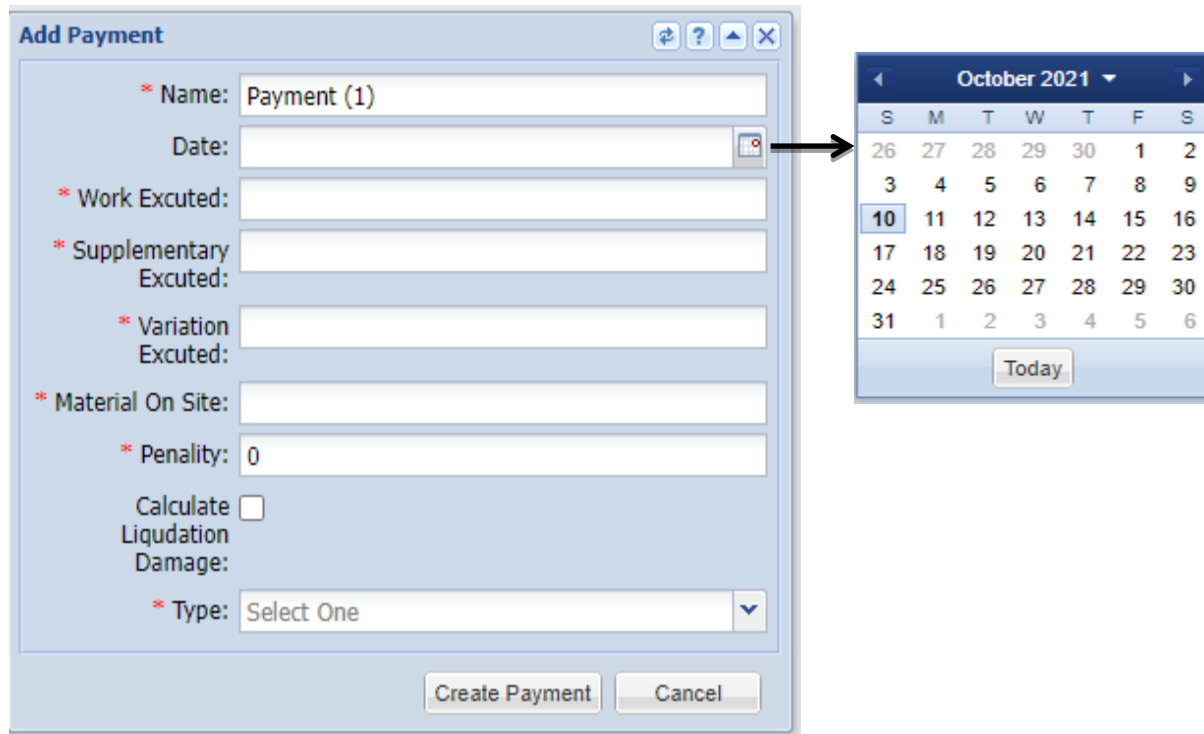 Add Payment
?
* Name: Payment (1)
Date:
* Work Excuted:
* Supplementary
Excuted:
* Variation
Excuted:
* Material On Site:
* Penality: 0
Calculate
Liqudation
Damage:
* Type: Select One
Create Payment Cancel
October 2021
S M T W T F S
26 27 28 29 30 1 2
3 4 5 6 7 8 9
10 11 12 13 14 15 16
17 18 19 20 21 22 23
24 25 26 27 28 29 30
31 1 2 3 4 5 6
Today